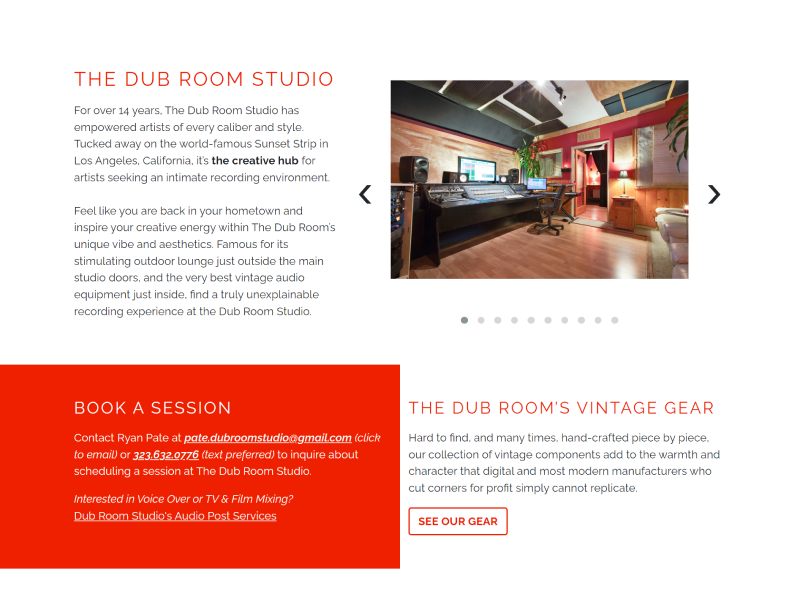 THE DUB ROOM STUDIO
For over 14 years, The Dub Room Studio has
empowered artists of every caliber and style.
Tucked away on the world-famous Sunset Strip in
Los Angeles, California, it's the creative hub for
artists seeking an intimate recording environment.
Feel like you are back in your hometown and
inspire your creative energy within The Dub Room's
unique vibe and aesthetics. Famous for its
stimulating outdoor lounge just outside the main
studio doors, and the very best vintage audio
equipment just inside, find a truly unexplainable
recording experience at the Dub Room Studio.
BOOK A SESSION
Contact Ryan Pate at pate.dubroomstudio@gmail.com (click
to email) or 323.632.0776 (text preferred) to inquire about
scheduling a session at The Dub Room Studio.
Interested in Voice Over or TV & Film Mixing?
Dub Room Studio's Audio Post Services
THE DUB ROOM'S VINTAGE GEAR
Hard to find, and many times, hand-crafted piece by piece,
our collection of vintage components add to the warmth and
character that digital and most modern manufacturers who
cut corners for profit simply cannot replicate.
SEE OUR GEAR